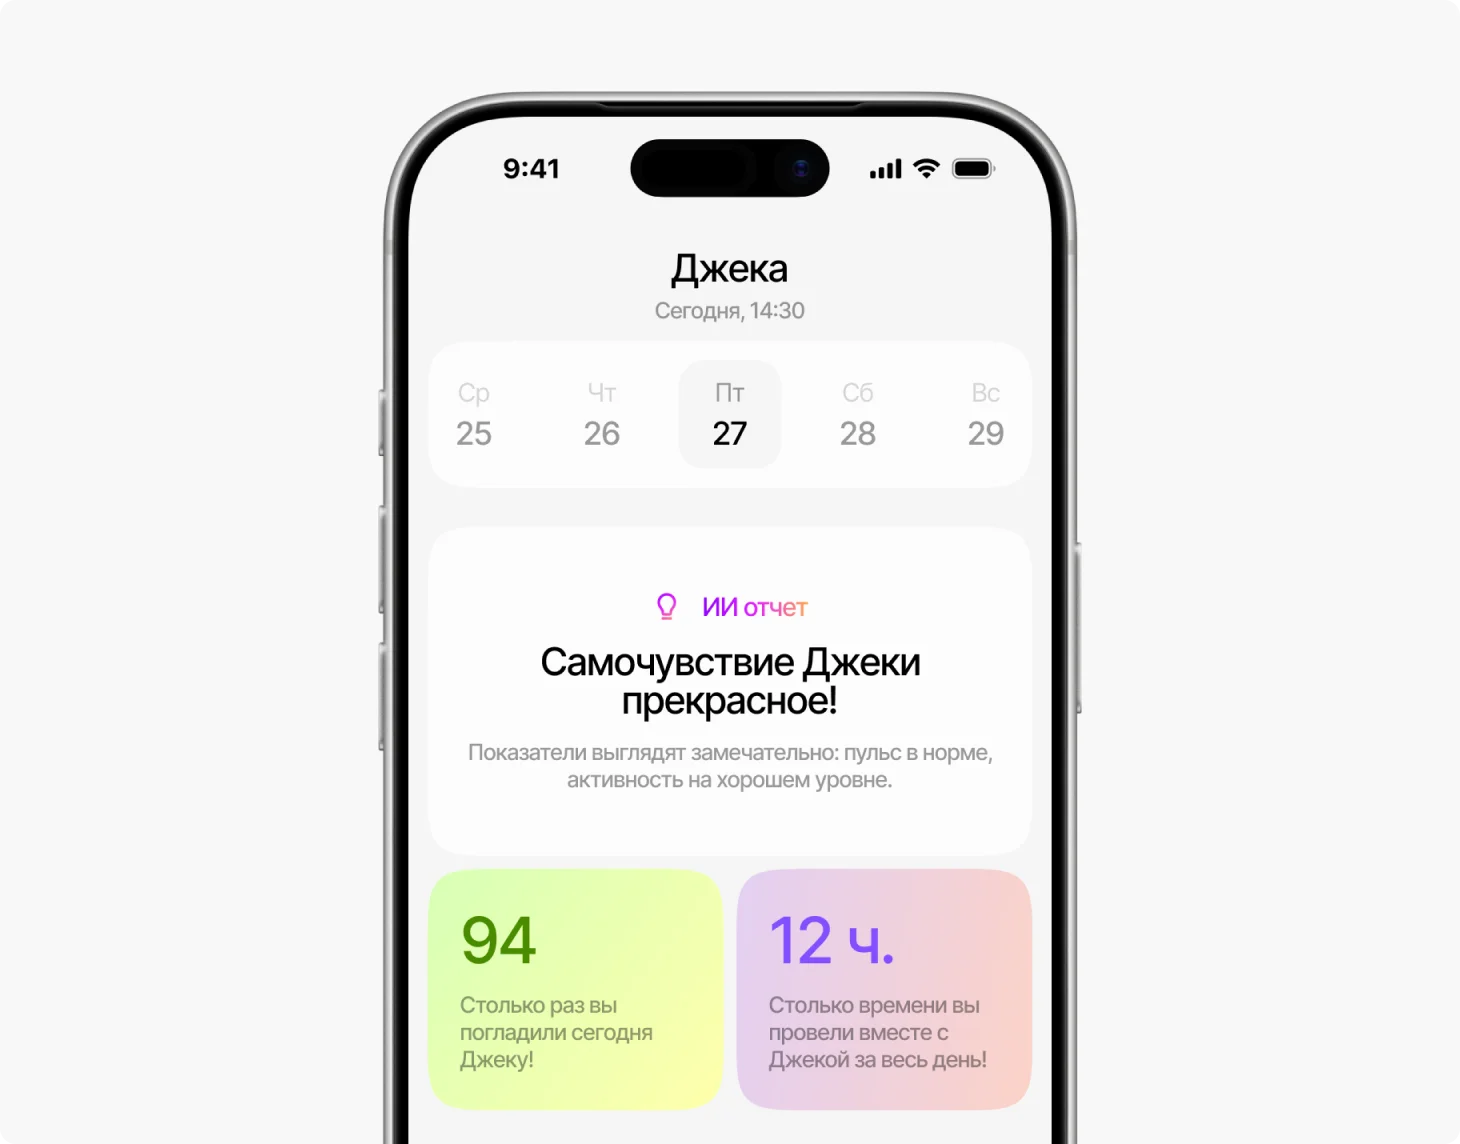 9:41
Джека
Сегодня, 14:30
Ср Чт Пт Сб Вс
25 26 27 28 29
ИИ отчет
Самочувствие Джеки
прекрасное!
Показатели выглядят замечательно: пульс в норме,
активность на хорошем уровне.
94
Столько раз вы
погладили сегодня
Джеку!
12 ч.
Столько времени вы
провели вместе с
Джекой за весь день!